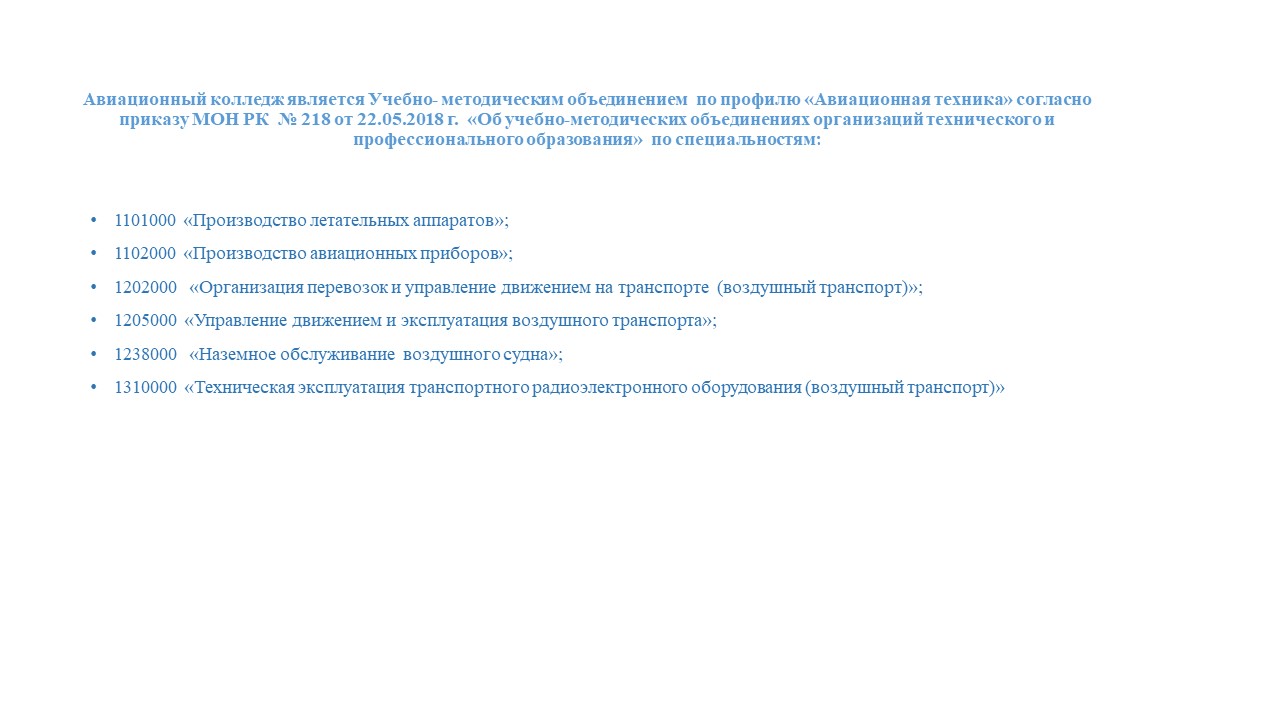 Авиационный колледж является Учебно- методическим объединением по профилю «Авиационная техника» согласно
приказу МОН РК № 218 от 22.05.2018 г. «Об учебно-методических объединениях организаций технического и
профессионального образования» по специальностям:
• 1101000 «Производство летательных аппаратов»;
• 1102000 «Производство авиационных приборов»;
• 1202000 «Организация перевозок и управление движением на транспорте (воздушный транспорт)»;
• 1205000 «Управление движением и эксплуатация воздушного транспорта»;
• 1238000 «Наземное обслуживание воздушного судна»;
• 1310000 «Техническая эксплуатация транспортного радиоэлектронного оборудования (воздушный транспорт)»